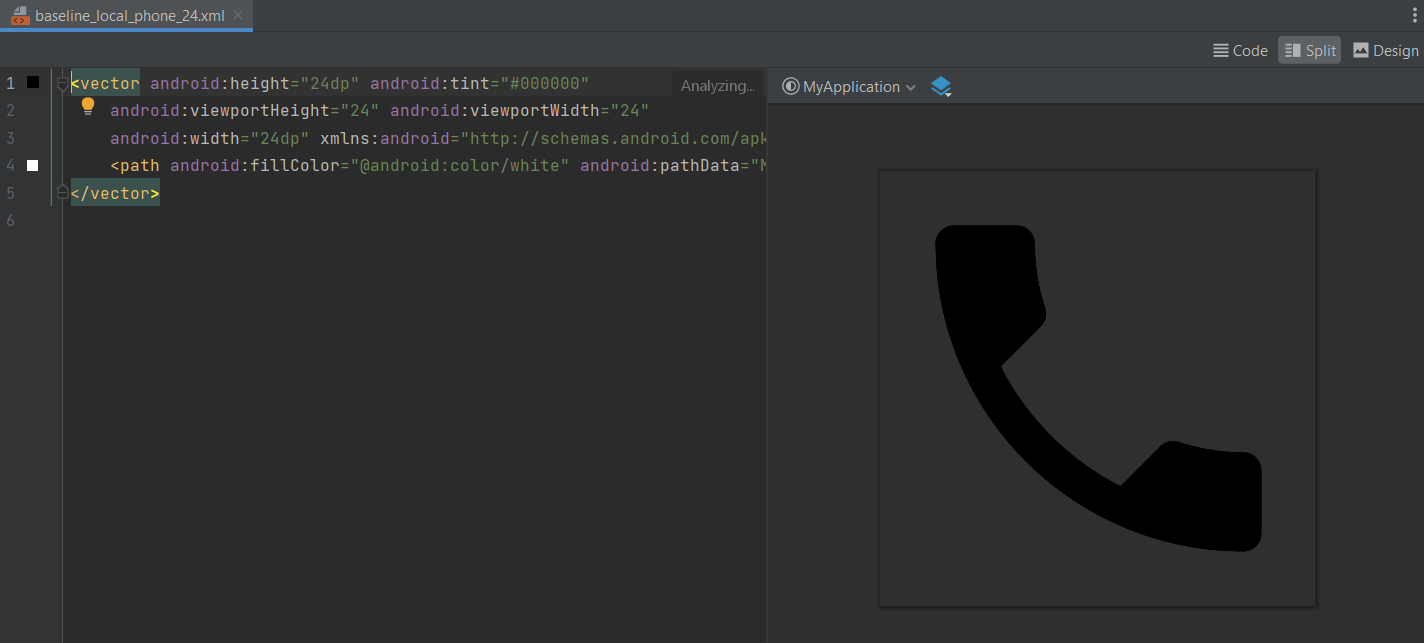 baseline_local_phone_24.xml
Code Split Design
1 <vector android:height="24dp" android:tint="#000000" Analyzing...
2 android:viewportHeight="24" android:viewportWidth="24"
3 android:width="24dp" xmlns:android="http://schemas.android.com/apk
4 <path android:fillColor="@android:color/white" android:pathData="M
5 </vector>
6
MyApplication